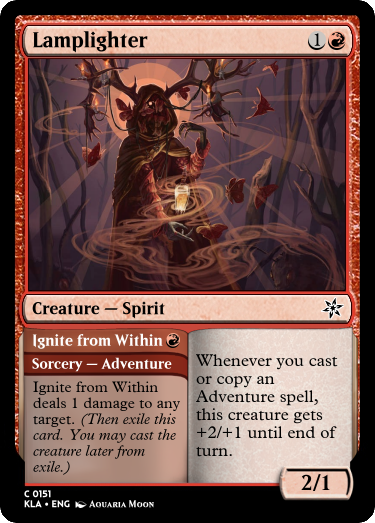 Lamplighter
1
Creature — Spirit
Ignite from Within
Sorcery — Adventure
Ignite from Within
deals 1 damage to any
target. (Then exile this
card. You may cast the
creature later from
exile.)
Whenever you cast
or copy an
Adventure spell,
this creature gets
+2/+1 until end of
turn.
2/1
C 0151
KLA • ENG Aquaria Moon